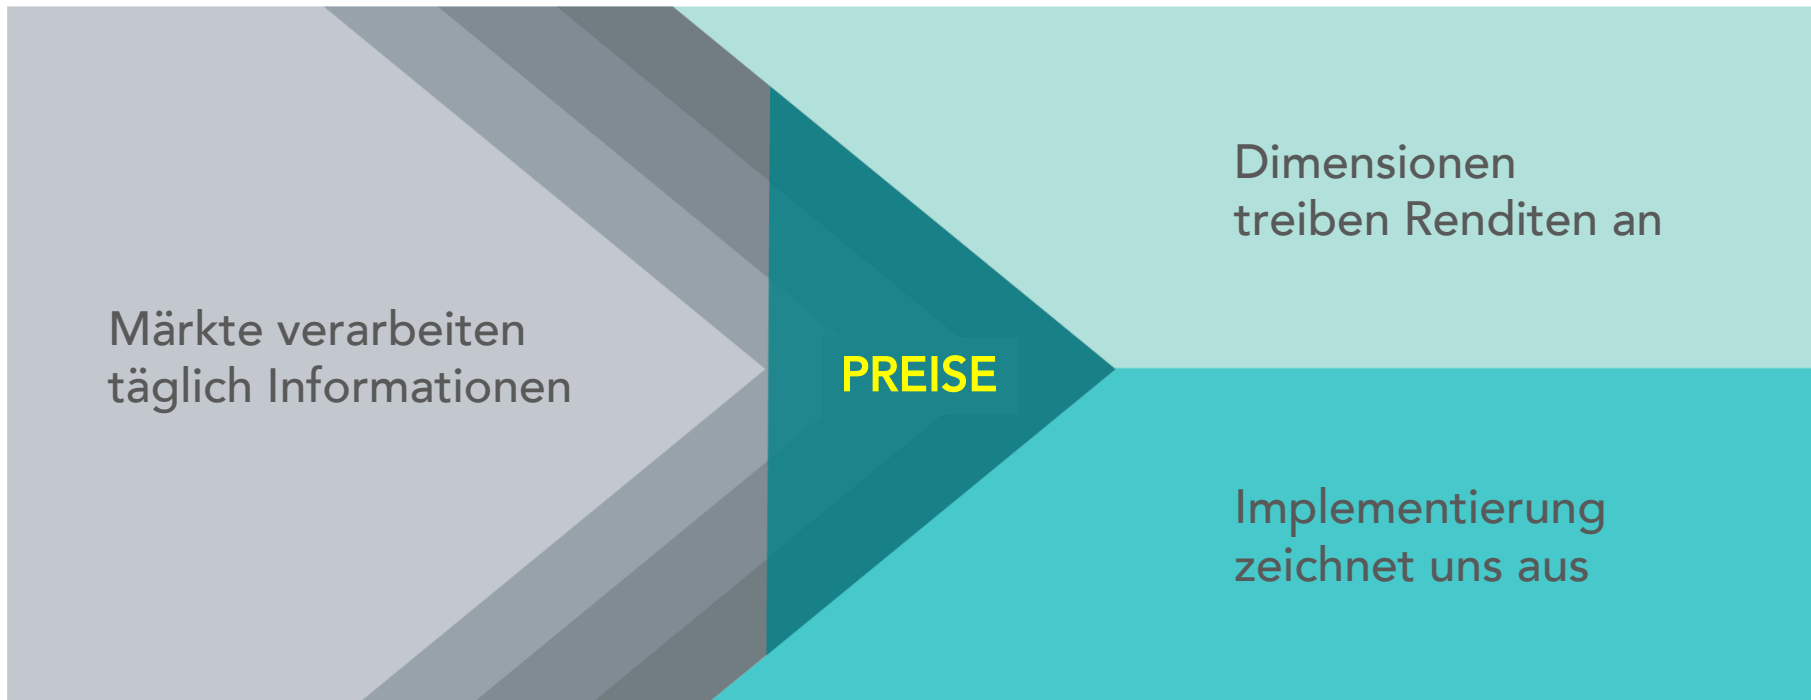 Märkte verarbeiten
täglich Informationen
PREISE
Dimensionen
treiben Renditen an
Implementierung
zeichnet uns aus